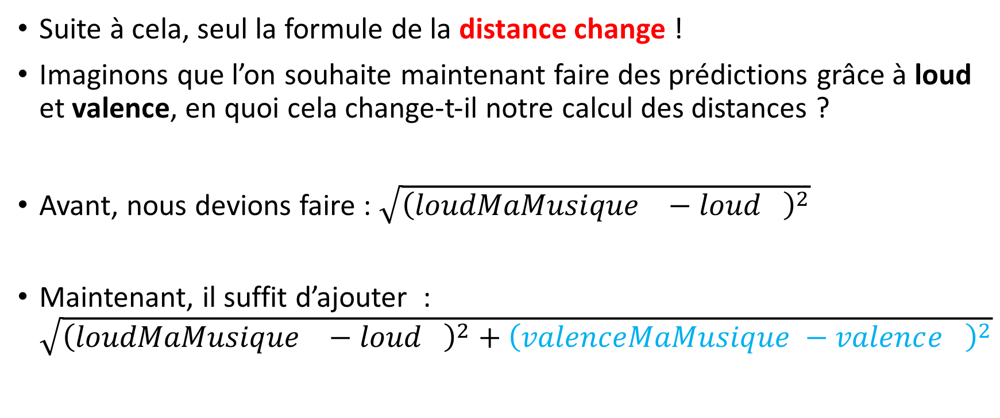 • Suite à cela, seul la formule de la distance change !
• Imaginons que l’on souhaite maintenant faire des prédictions grâce à loud
et valence, en quoi cela change-t-il notre calcul des distances ?
• Avant, nous devions faire : √(loudMaMusique − loud )²
• Maintenant, il suffit d’ajouter :
√(loudMaMusique − loud )² + (valenceMaMusique − valence )²